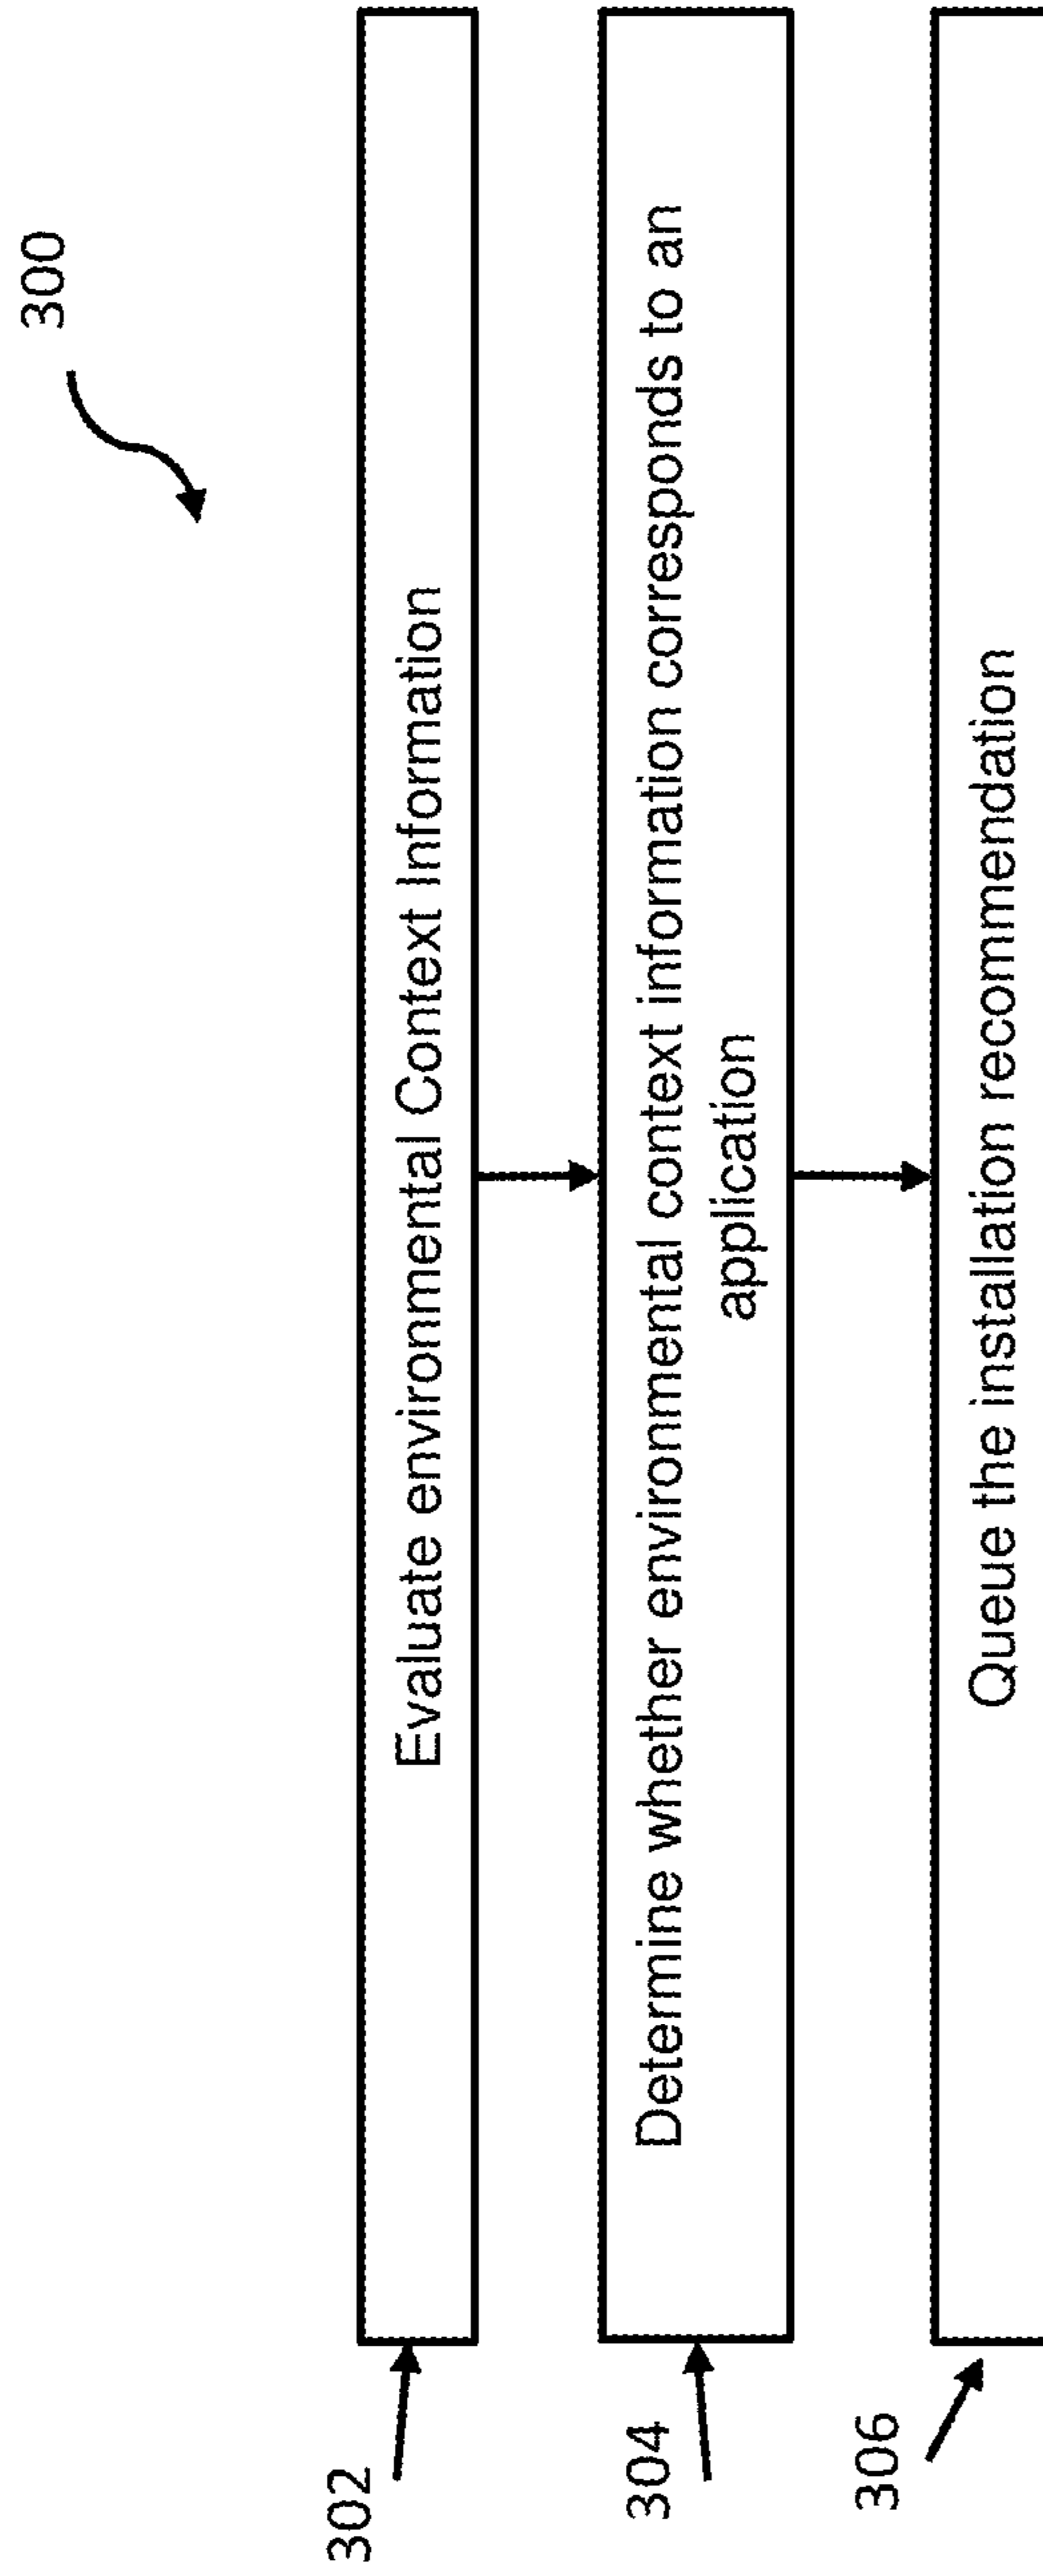 300
302
Evaluate environmental Context Information
304
Determine whether environmental context information corresponds to an
application
306
Queue the installation recommendation